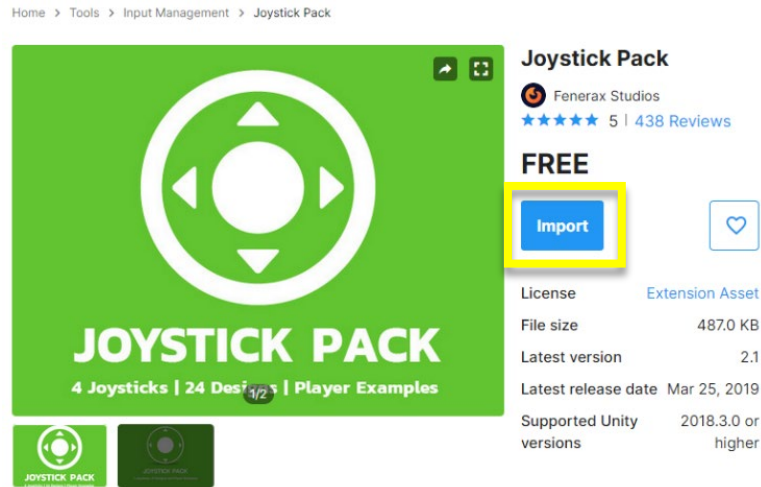 Home > Tools > Input Management > Joystick Pack
JOYSTICK PACK
4 Joysticks | 24 Designs | Player Examples
1/2
JOYSTICK PACK
JOYSTICK PACK
Joystick Pack
Fenerax Studios
5 | 438 Reviews
FREE
Import
License Extension Asset
File size 487.0 KB
Latest version 2.1
Latest release date Mar 25, 2019
Supported Unity versions 2018.3.0 or higher